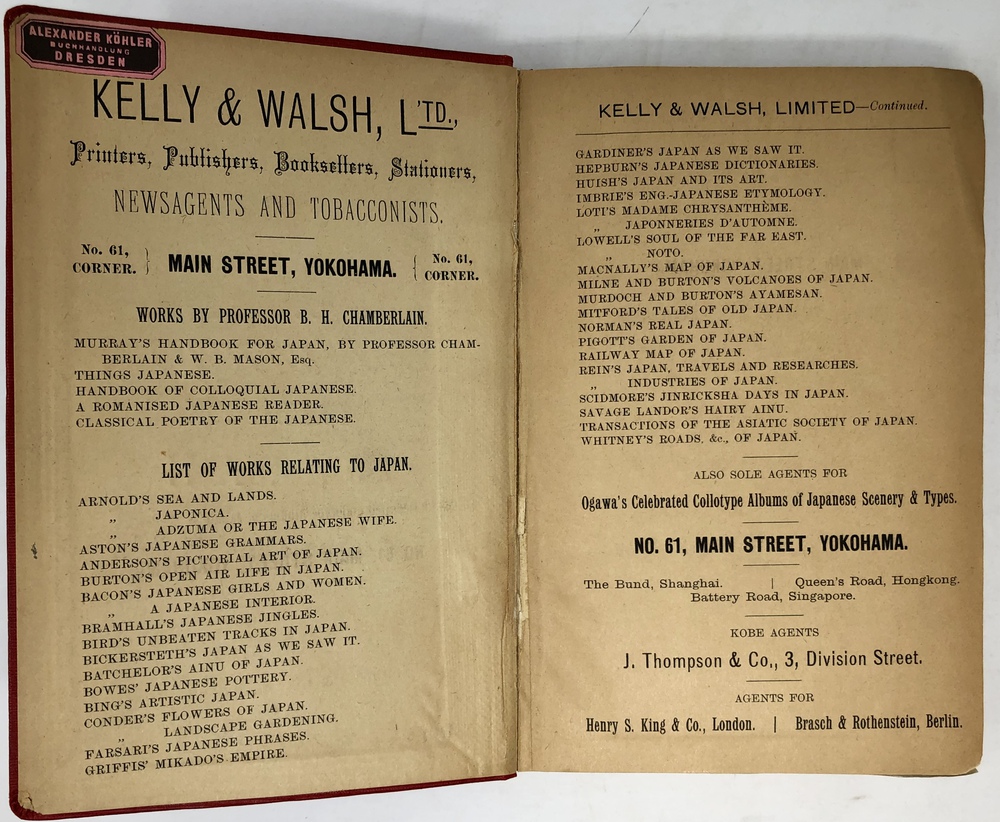 ALEXANDER KÖHLER
BUCHHANDLUNG
DRESDEN
KELLY & WALSH, L'TD.,
Printers, Publishers, Booksellers, Stationers,
NEWSAGENTS AND TOBACCONISTS.
No. 61, CORNER. } MAIN STREET, YOKOHAMA. { No. 61, CORNER.
WORKS BY PROFESSOR B. H. CHAMBERLAIN.
MURRAY'S HANDBOOK FOR JAPAN, BY PROFESSOR CHAM-
BERLAIN & W. B. MASON, Esq.
THINGS JAPANESE.
HANDBOOK OF COLLOQUIAL JAPANESE.
A ROMANISED JAPANESE READER.
CLASSICAL POETRY OF THE JAPANESE.
LIST OF WORKS RELATING TO JAPAN.
ARNOLD'S SEA AND LANDS.
„ JAPONICA.
„ ADZUMA OR THE JAPANESE WIFE.
ASTON'S JAPANESE GRAMMARS.
ANDERSON'S PICTORIAL ART OF JAPAN.
BURTON'S OPEN AIR LIFE IN JAPAN.
BACON'S JAPANESE GIRLS AND WOMEN.
„ A JAPANESE INTERIOR.
BRAMHALL'S JAPANESE JINGLES.
BIRD'S UNBEATEN TRACKS IN JAPAN.
BICKERSTETH'S JAPAN AS WE SAW IT.
BATCHELOR'S AINU OF JAPAN.
BOWES' JAPANESE POTTERY.
BING'S ARTISTIC JAPAN.
CONDER'S FLOWERS OF JAPAN.
„ LANDSCAPE GARDENING.
FARSARI'S JAPANESE PHRASES.
GRIFFIS' MIKADO'S EMPIRE.
KELLY & WALSH, LIMITED—Continued.
GARDINER'S JAPAN AS WE SAW IT.
HEPBURN'S JAPANESE DICTIONARIES.
HUISH'S JAPAN AND ITS ART.
IMBRIE'S ENG.-JAPANESE ETYMOLOGY.
LOTI'S MADAME CHRYSANTHÈME.
„ JAPONNERIES D'AUTOMNE.
LOWELL'S SOUL OF THE FAR EAST.
„ NOTO.
MACNALLY'S MAP OF JAPAN.
MILNE AND BURTON'S VOLCANOES OF JAPAN.
MURDOCH AND BURTON'S AYAMESAN.
MITFORD'S TALES OF OLD JAPAN.
NORMAN'S REAL JAPAN.
PIGOTT'S GARDEN OF JAPAN.
RAILWAY MAP OF JAPAN.
REIN'S JAPAN, TRAVELS AND RESEARCHES.
„ INDUSTRIES OF JAPAN.
SCIDMORE'S JINRICKSHA DAYS IN JAPAN.
SAVAGE LANDOR'S HAIRY AINU.
TRANSACTIONS OF THE ASIATIC SOCIETY OF JAPAN.
WHITNEY'S ROADS, &c., OF JAPAN.
ALSO SOLE AGENTS FOR
Ogawa's Celebrated Collotype Albums of Japanese Scenery & Types.
NO. 61, MAIN STREET, YOKOHAMA.
The Bund, Shanghai. | Queen's Road, Hongkong.
Battery Road, Singapore.
KOBE AGENTS
J. Thompson & Co., 3, Division Street.
AGENTS FOR
Henry S. King & Co., London. | Brasch & Rothenstein, Berlin.